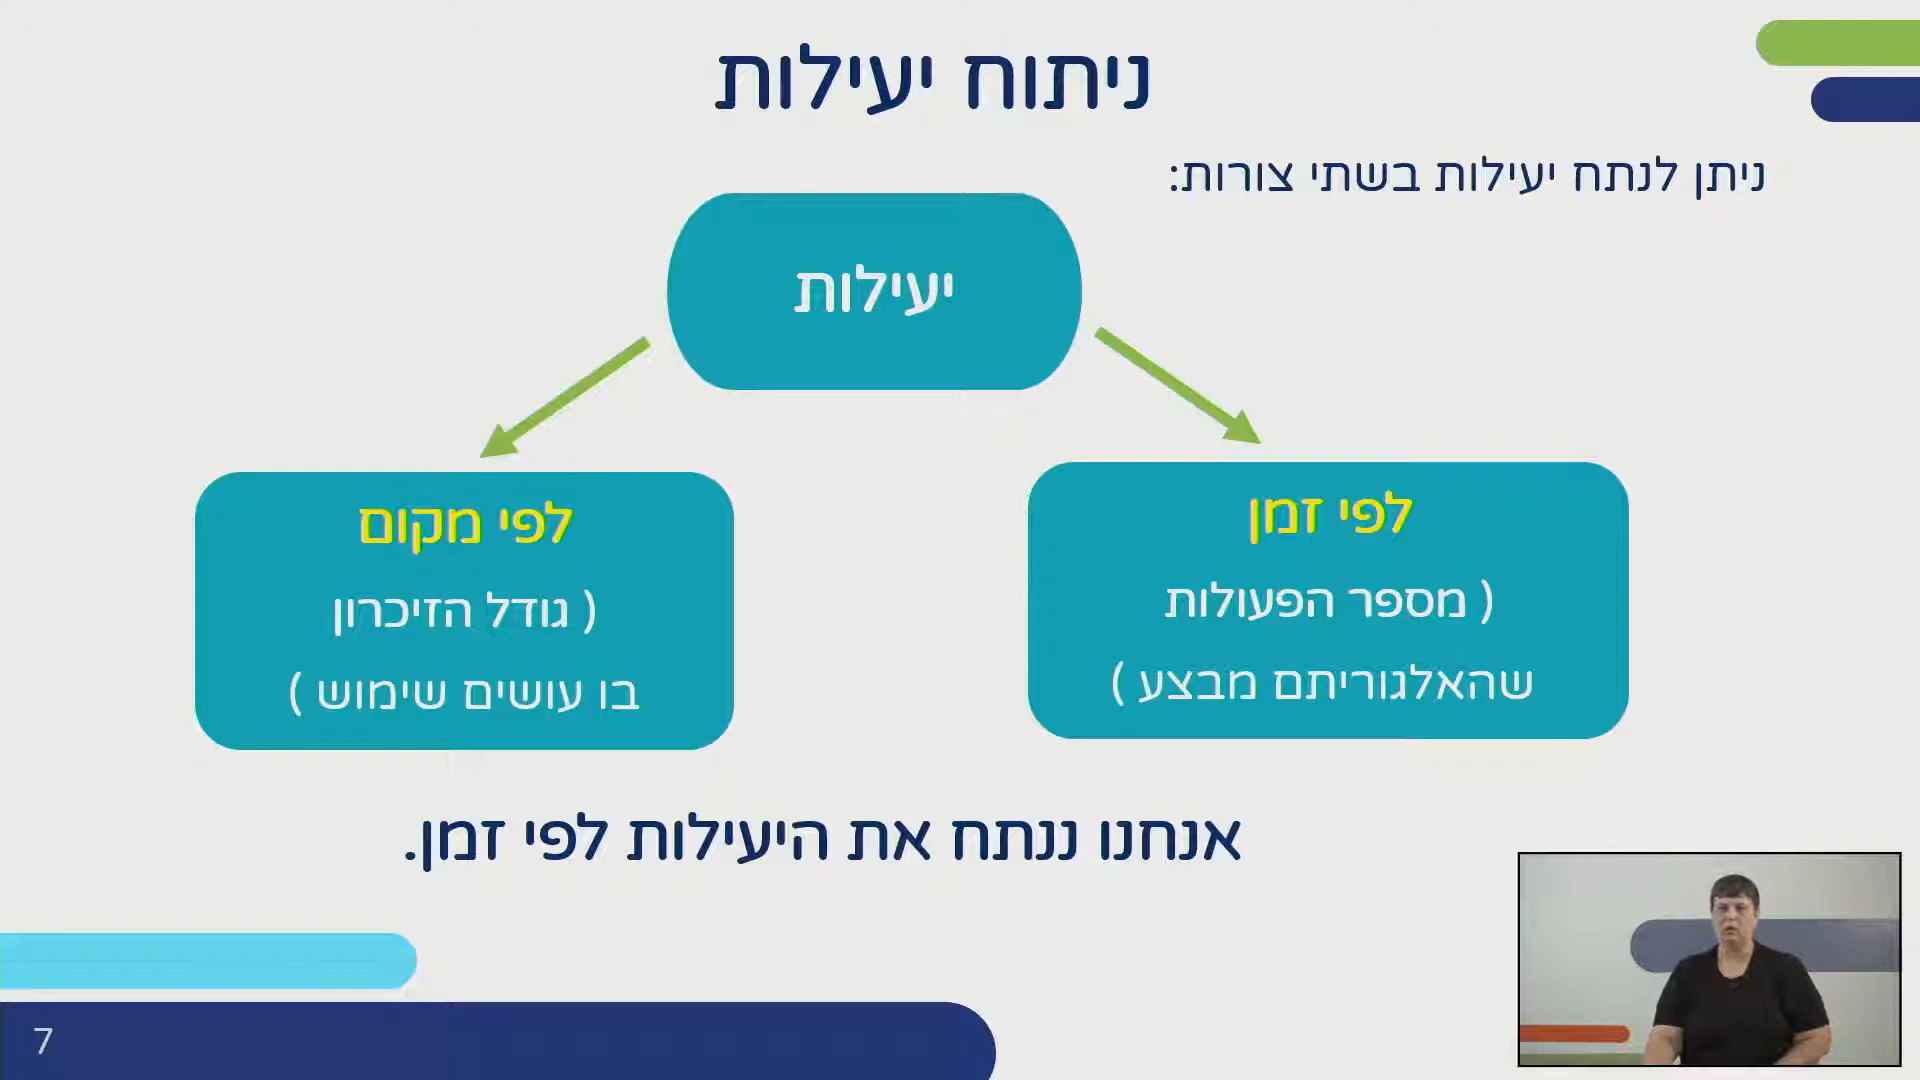 ניתוח יעילות
ניתן לנתח יעילות בשתי צורות:
יעילות
לפי זמן
( מספר הפעולות
שהאלגוריתם מבצע )
לפי מקום
( גודל הזיכרון
בו עושים שימוש )
אנחנו ננתח את היעילות לפי זמן.
7